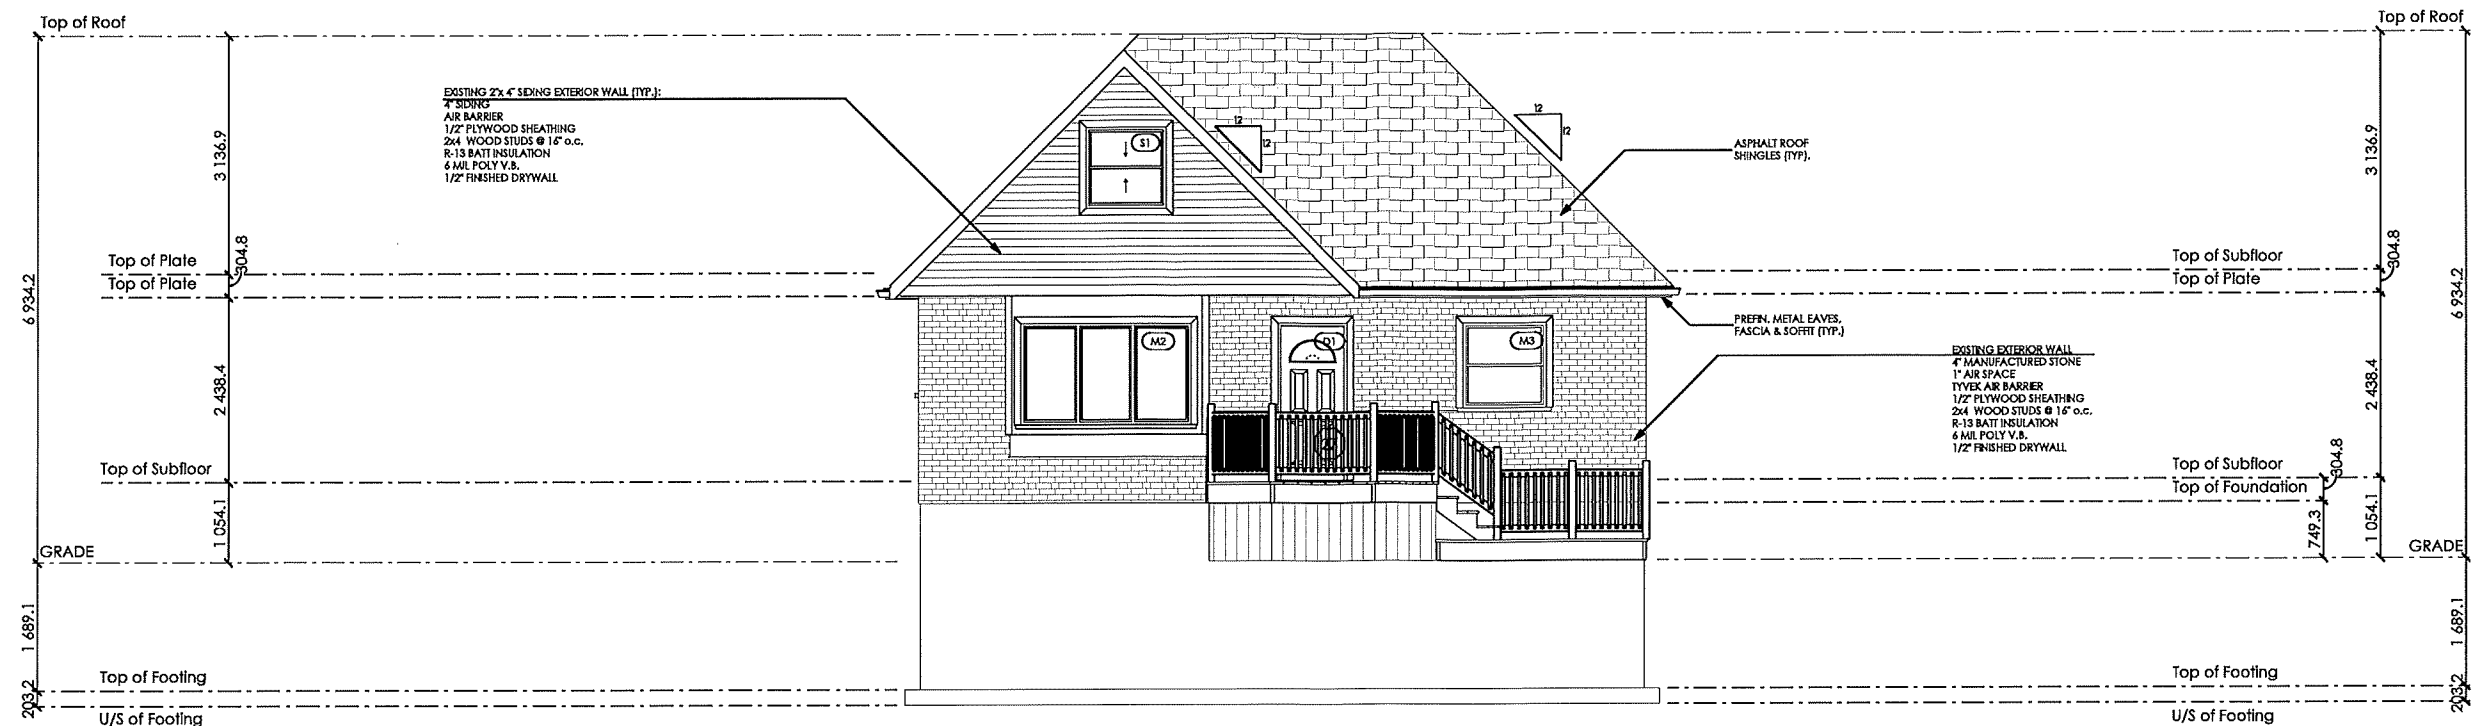 Top of Roof
Top of Roof
EXISTING 2"x 4" SIDING EXTERIOR WALL (TYP.):
4" SIDING
AIR BARRIER
1/2" PLYWOOD SHEATHING
2x4 WOOD STUDS @ 16" o.c.
R-13 BATT INSULATION
6 MIL POLY V.B.
1/2" FINISHED DRYWALL
3 136.9
6 934.2
S1
12
12
12
12
ASPHALT ROOF
SHINGLES (TYP).
3 136.9
6 934.2
Top of Plate
304.8
Top of Plate
Top of Subfloor
304.8
Top of Plate
M2
D1
M3
PREFIN. METAL EAVES,
FASCIA & SOFFIT (TYP.)
EXISTING EXTERIOR WALL
4" MANUFACTURED STONE
1" AIR SPACE
TYVEK AIR BARRIER
1/2" PLYWOOD SHEATHING
2x4 WOOD STUDS @ 16" o.c.
R-13 BATT INSULATION
6 MIL POLY V.B.
1/2" FINISHED DRYWALL
2 438.4
2 438.4
Top of Subfloor
Top of Subfloor
304.8
Top of Foundation
1 054.1
749.3
1 054.1
GRADE
GRADE
1 689.1
1 689.1
Top of Footing
Top of Footing
203.2
203.2
U/S of Footing
U/S of Footing